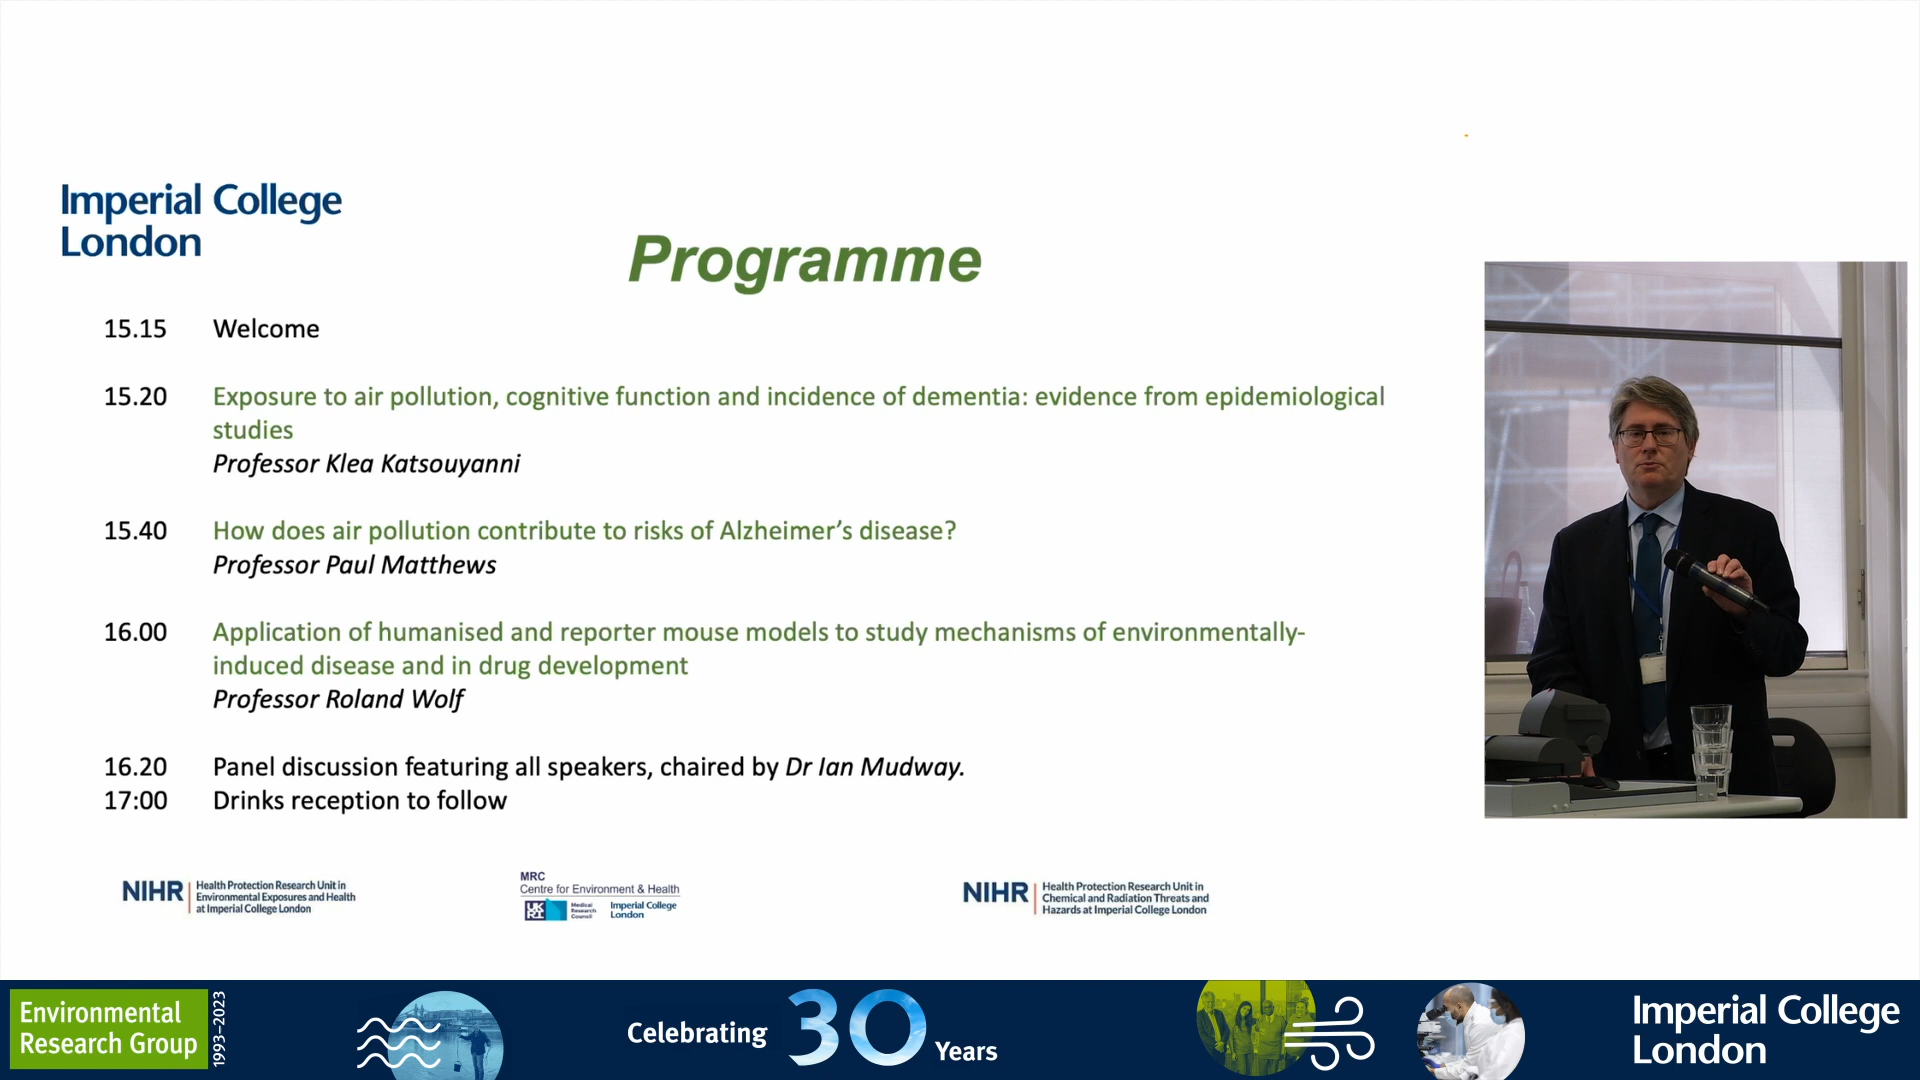 Imperial College
London
Programme
15.15 Welcome
15.20 Exposure to air pollution, cognitive function and incidence of dementia: evidence from epidemiological
studies
Professor Klea Katsouyanni
15.40 How does air pollution contribute to risks of Alzheimer's disease?
Professor Paul Matthews
16.00 Application of humanised and reporter mouse models to study mechanisms of environmentally-
induced disease and in drug development
Professor Roland Wolf
16.20 Panel discussion featuring all speakers, chaired by Dr Ian Mudway.
17:00 Drinks reception to follow
NIHR
Health Protection Research Unit in
Environmental Exposures and Health
at Imperial College London
MRC
Centre for Environment & Health
UKRI
Medical
Research
Council
Imperial College
London
NIHR
Health Protection Research Unit in
Chemical and Radiation Threats and
Hazards at Imperial College London
Environmental
Research Group
1993–2023
Celebrating 30 Years
Imperial College
London